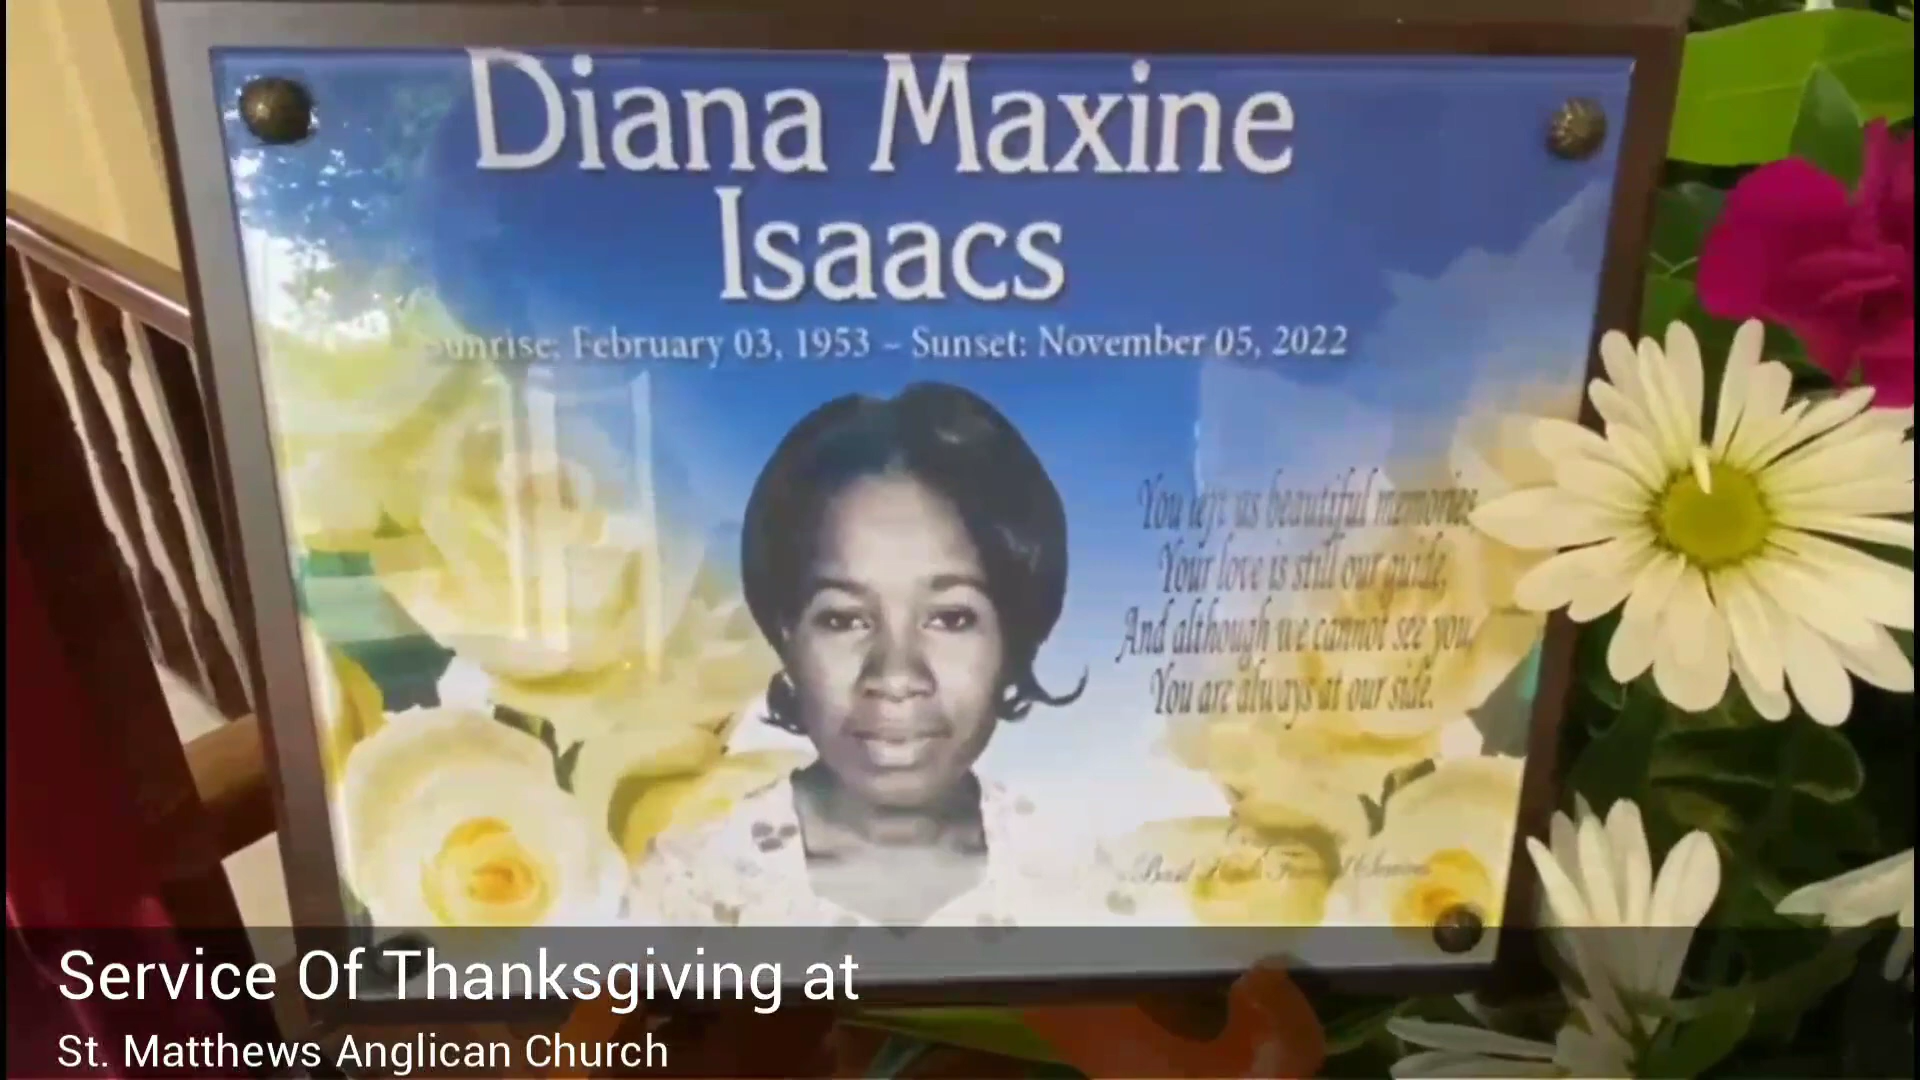 Diana Maxine
Isaacs
Sunrise: February 03, 1953 – Sunset: November 05, 2022
You left us beautiful memories
Your love is still our guide,
And although we cannot see you,
You are always at our side.
Service Of Thanksgiving at
St. Matthews Anglican Church